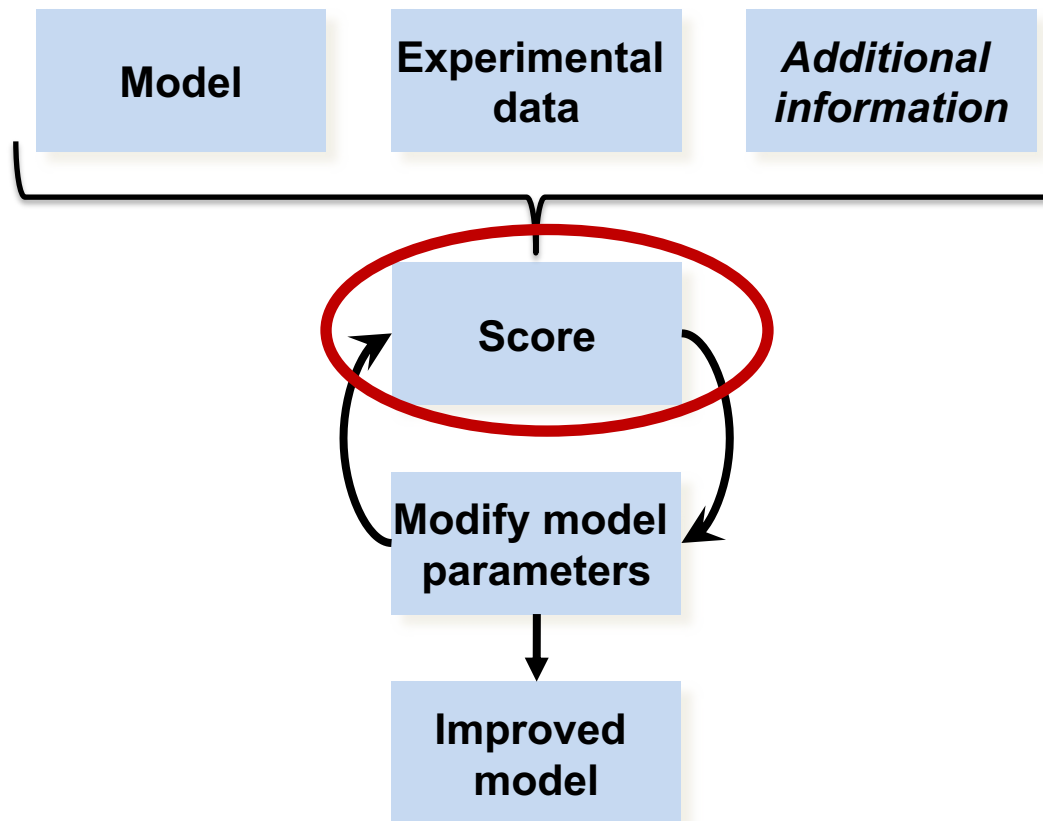 Model
Experimental
data
Additional
information
Score
Modify model
parameters
Improved
model